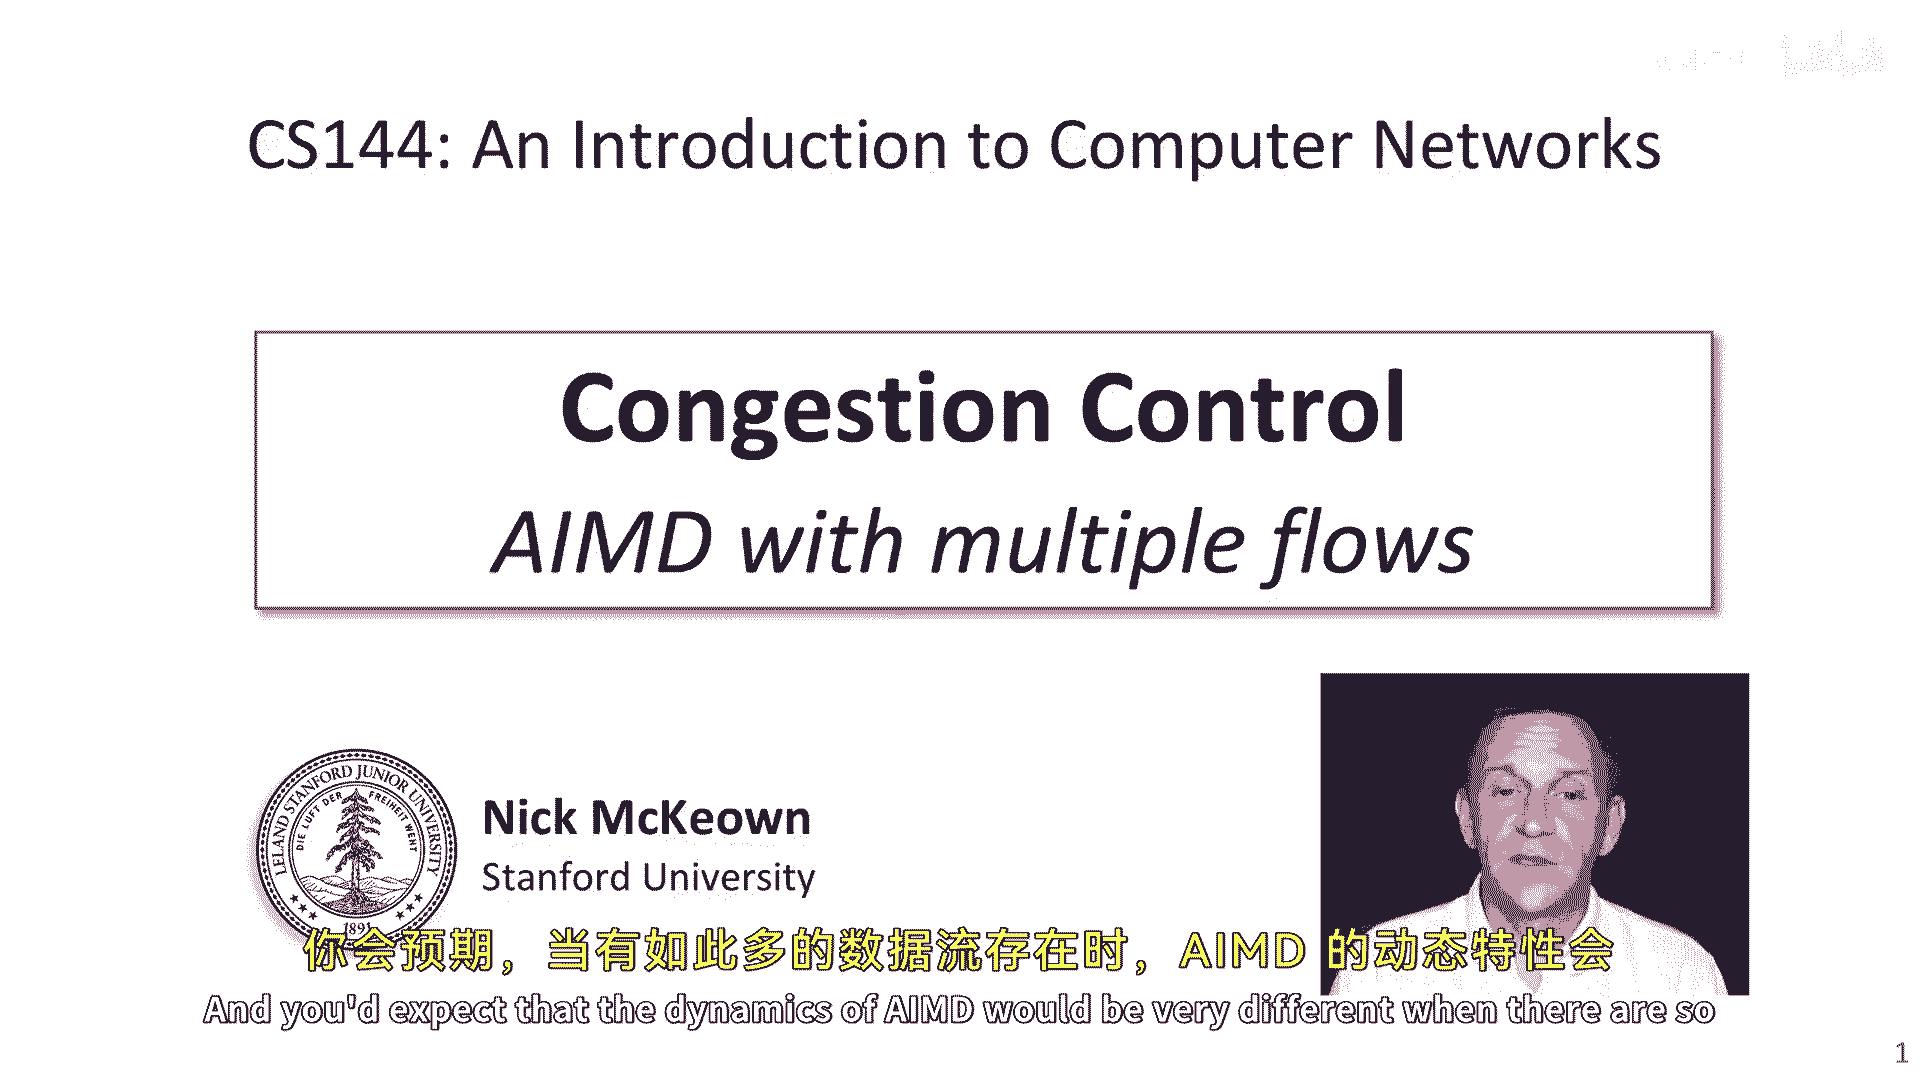 CS144: An Introduction to Computer Networks
Congestion Control
AIMD with multiple flows
LELAND STANFORD JUNIOR UNIVERSITY
DIE LUFT DER FREIHEIT WEHT
1891
Nick McKeown
Stanford University
你会预期，当有如此多的数据流存在时，AIMD 的动态特性会
And you'd expect that the dynamics of AIMD would be very different when there are so
1